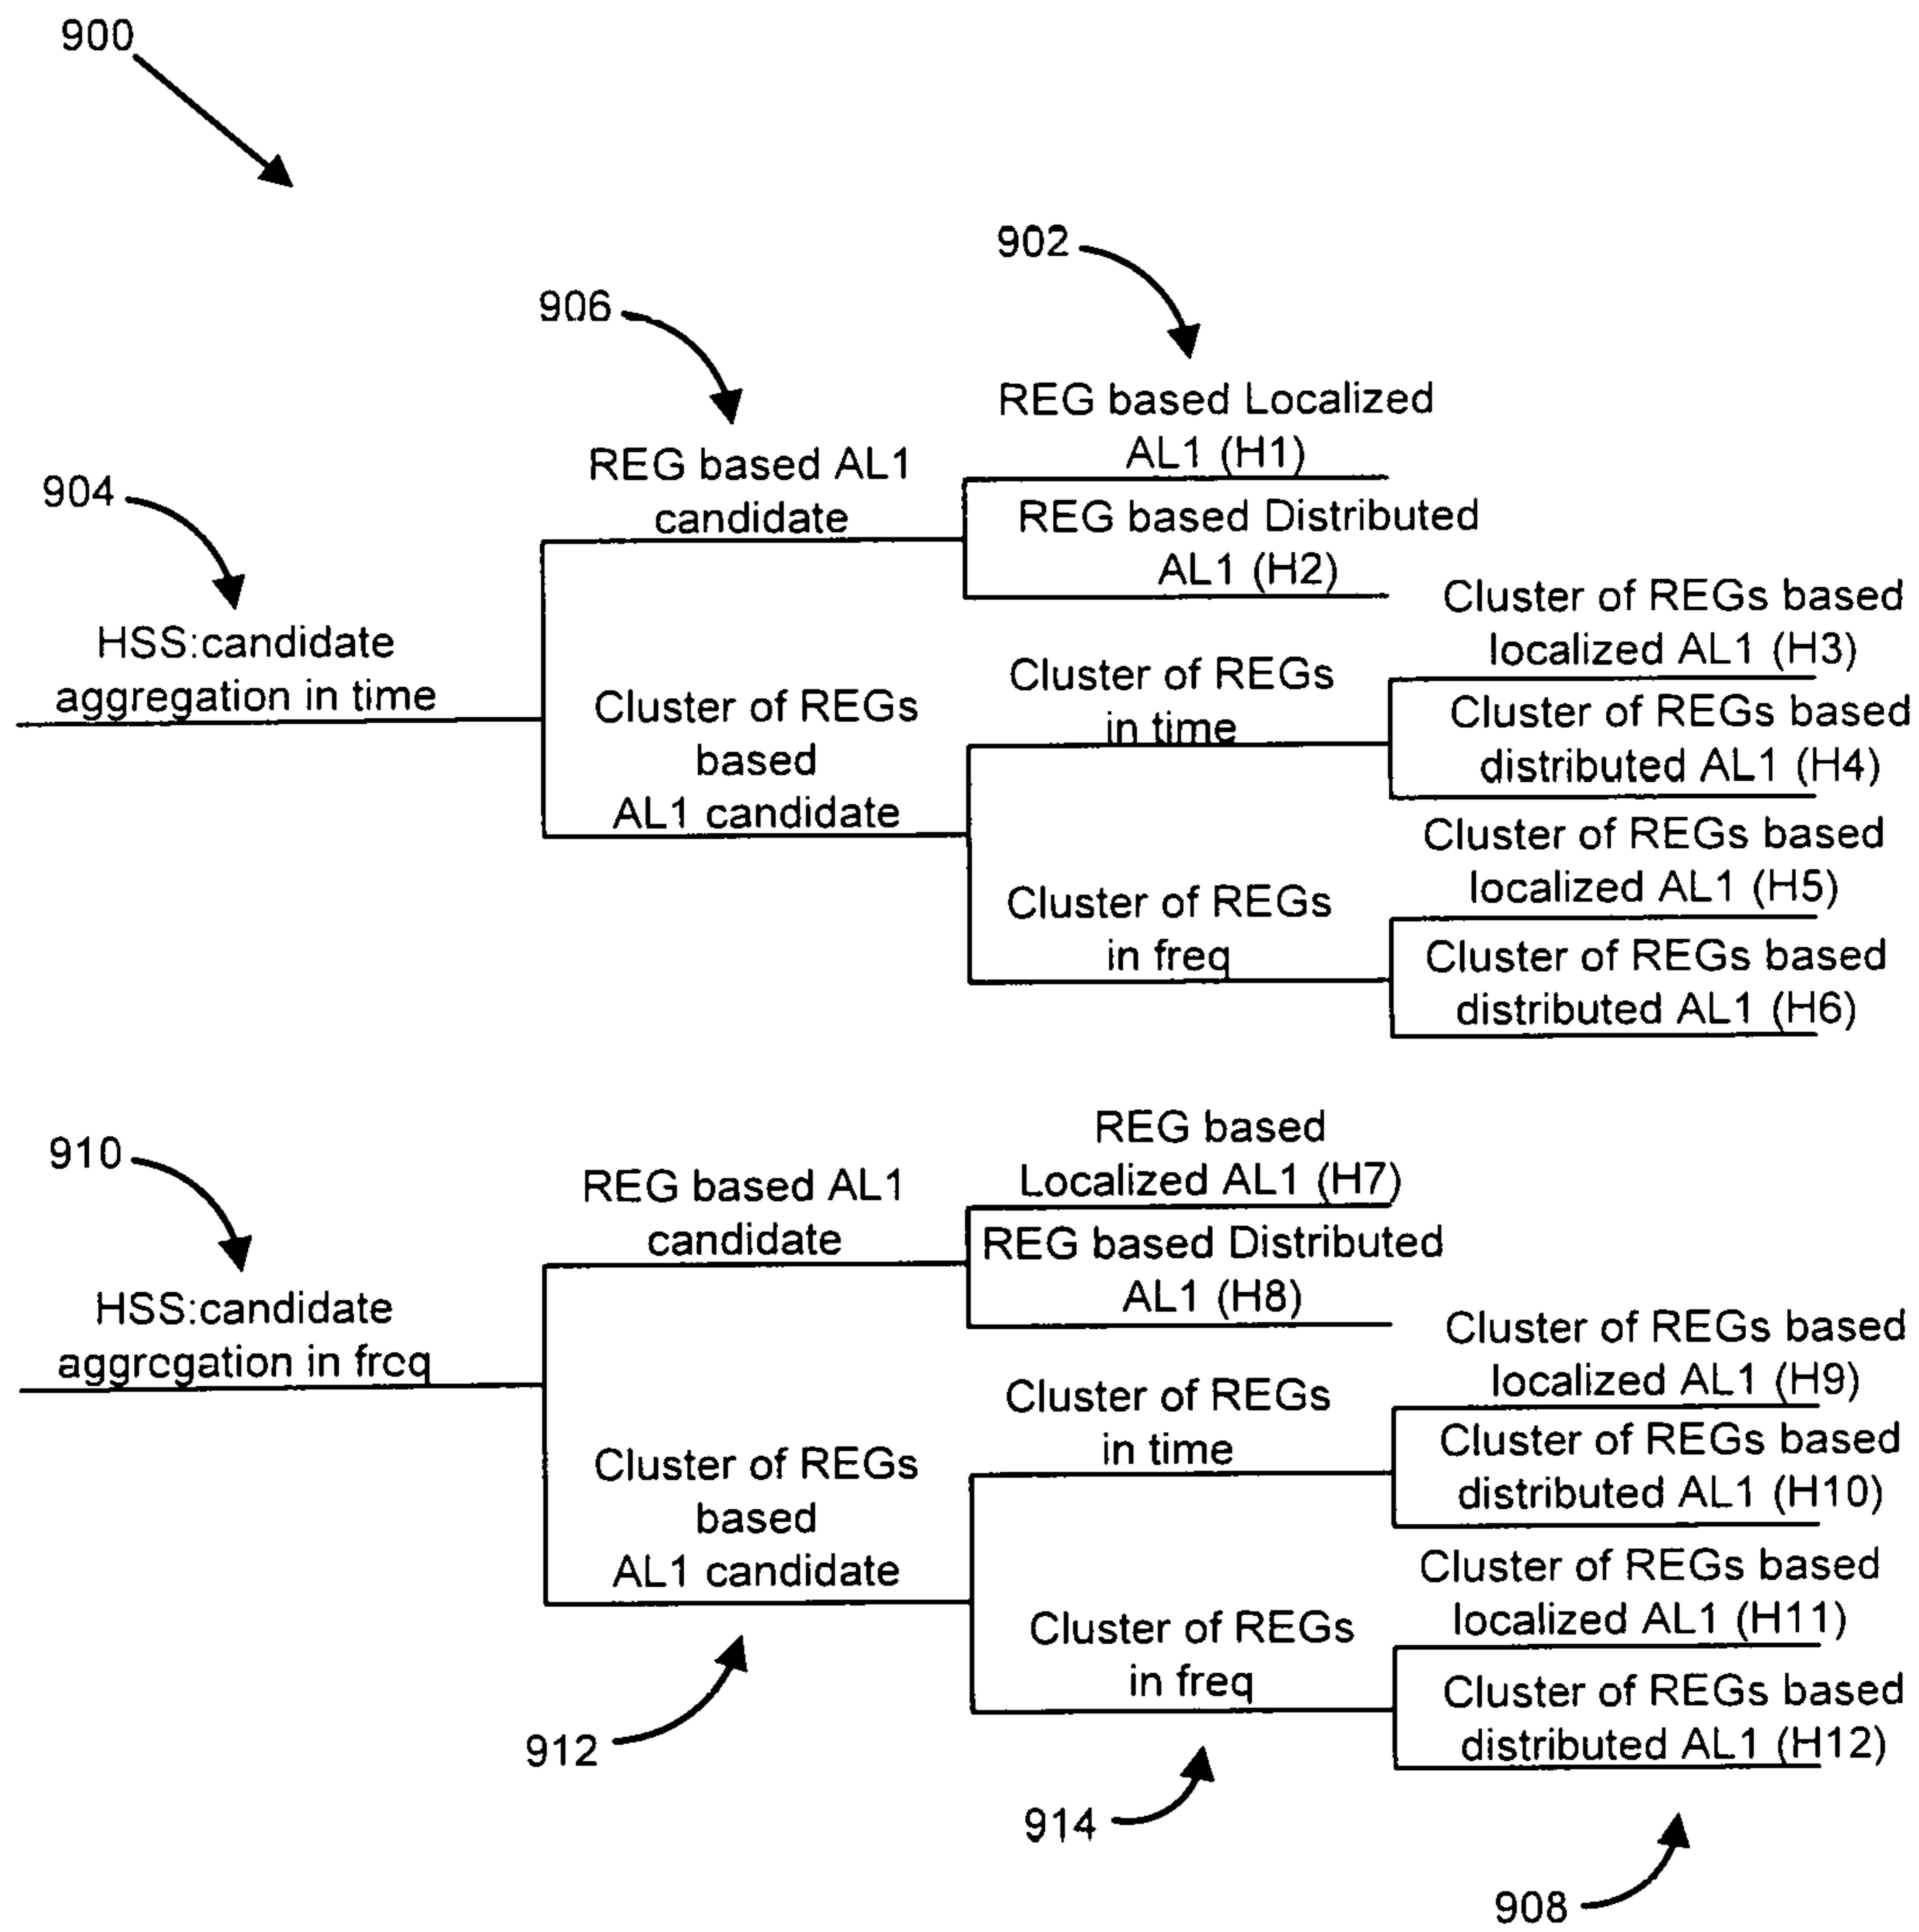 900
902
906
REG based Localized
AL1 (H1)
REG based AL1
candidate
904
REG based Distributed
AL1 (H2)
Cluster of REGs based
localized AL1 (H3)
HSS:candidate
aggregation in time
Cluster of REGs
in time
Cluster of REGs
based
AL1 candidate
Cluster of REGs based
distributed AL1 (H4)
Cluster of REGs based
localized AL1 (H5)
Cluster of REGs
in freq
Cluster of REGs based
distributed AL1 (H6)
910
REG based
Localized AL1 (H7)
REG based AL1
candidate
REG based Distributed
AL1 (H8)
HSS:candidate
aggregation in freq
Cluster of REGs based
localized AL1 (H9)
Cluster of REGs
in time
Cluster of REGs based
distributed AL1 (H10)
Cluster of REGs
based
AL1 candidate
Cluster of REGs based
localized AL1 (H11)
Cluster of REGs
in freq
Cluster of REGs based
distributed AL1 (H12)
912
914
908